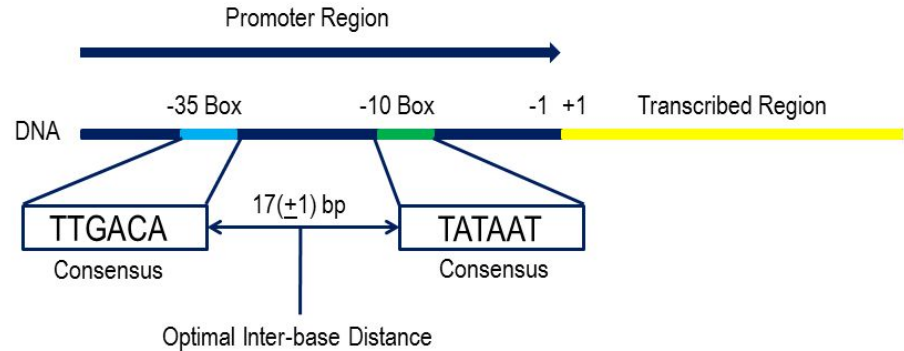 Promoter Region
-35 Box
-10 Box
-1 +1
Transcribed Region
DNA
17(±1) bp
TTGACA
TATAAT
Consensus
Consensus
Optimal Inter-base Distance